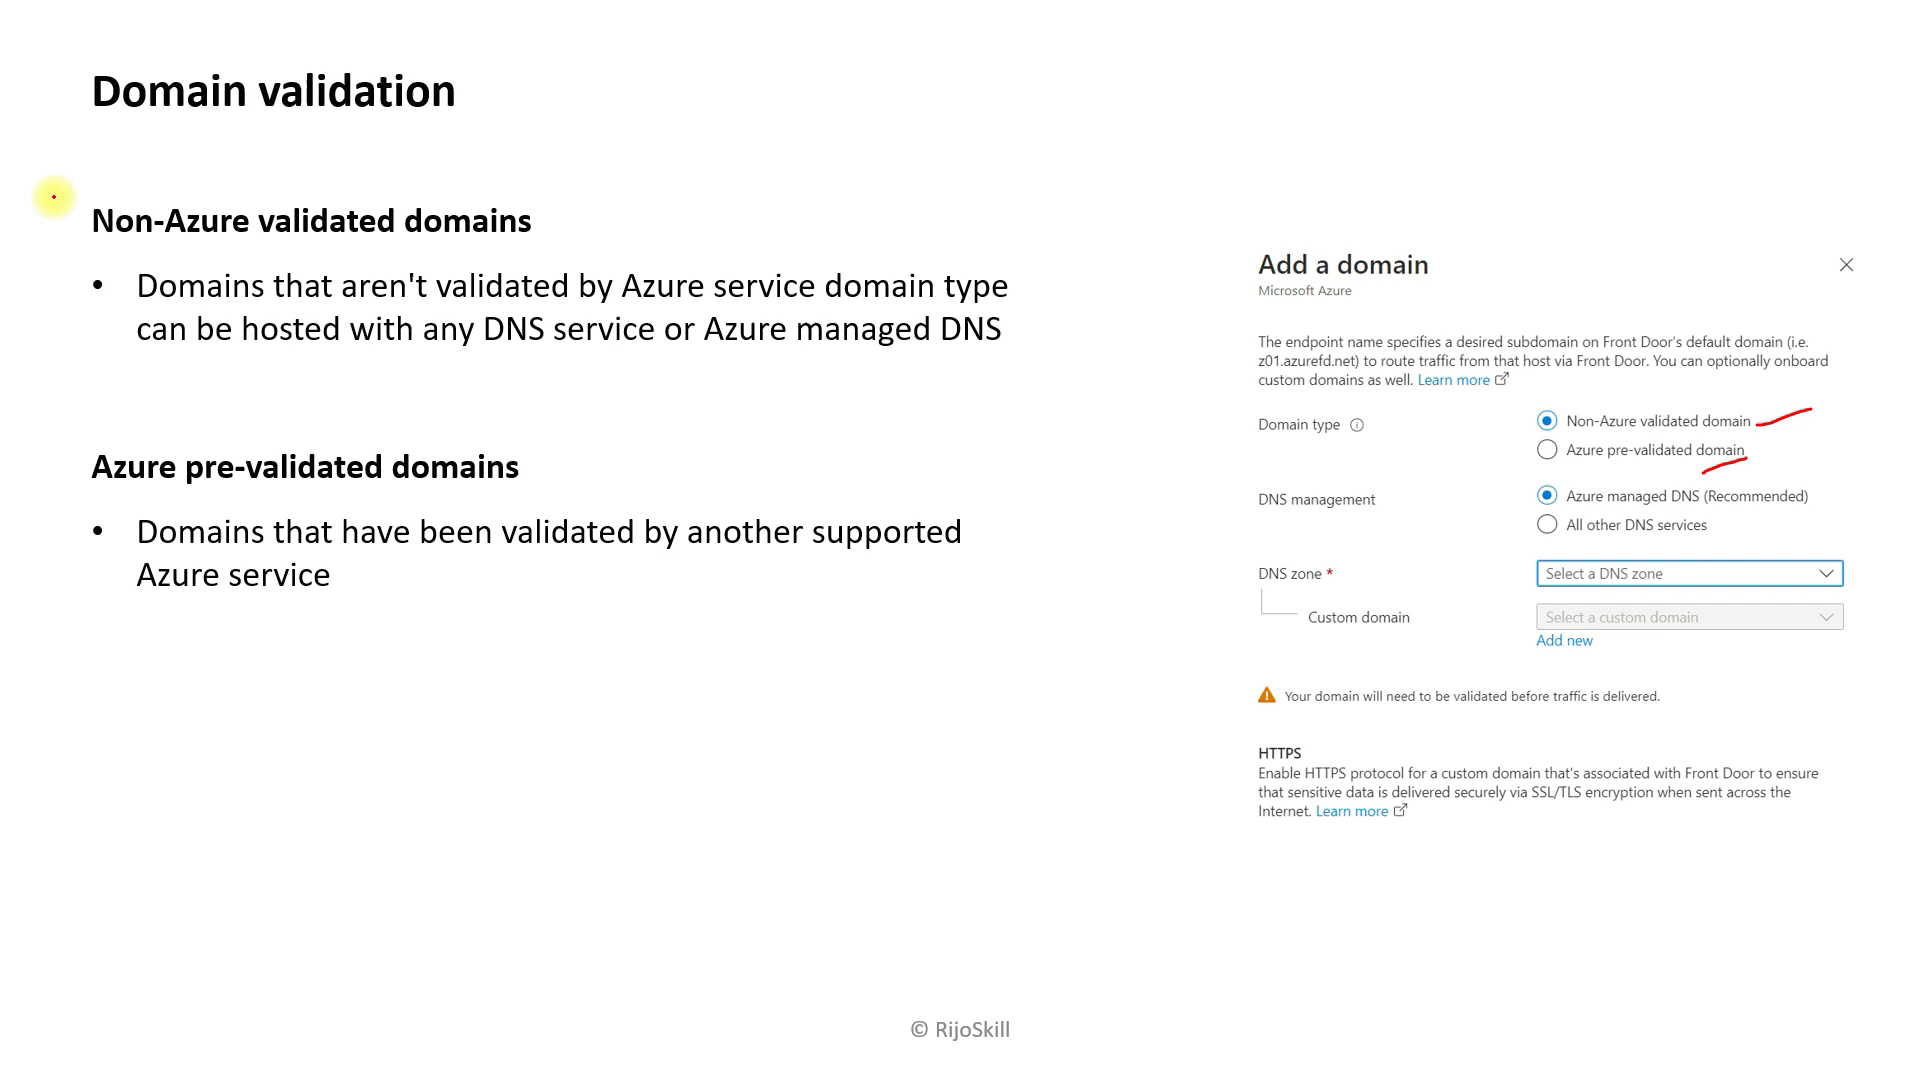 Domain validation
Non-Azure validated domains
• Domains that aren't validated by Azure service domain type
can be hosted with any DNS service or Azure managed DNS
Azure pre-validated domains
• Domains that have been validated by another supported
Azure service
Add a domain
Microsoft Azure
The endpoint name specifies a desired subdomain on Front Door's default domain (i.e.
z01.azurefd.net) to route traffic from that host via Front Door. You can optionally onboard
custom domains as well. Learn more
Domain type
Non-Azure validated domain
Azure pre-validated domain
DNS management
Azure managed DNS (Recommended)
All other DNS services
DNS zone *
Select a DNS zone
Custom domain
Select a custom domain
Add new
Your domain will need to be validated before traffic is delivered.
HTTPS
Enable HTTPS protocol for a custom domain that's associated with Front Door to ensure
that sensitive data is delivered securely via SSL/TLS encryption when sent across the
Internet. Learn more
© RijoSkill